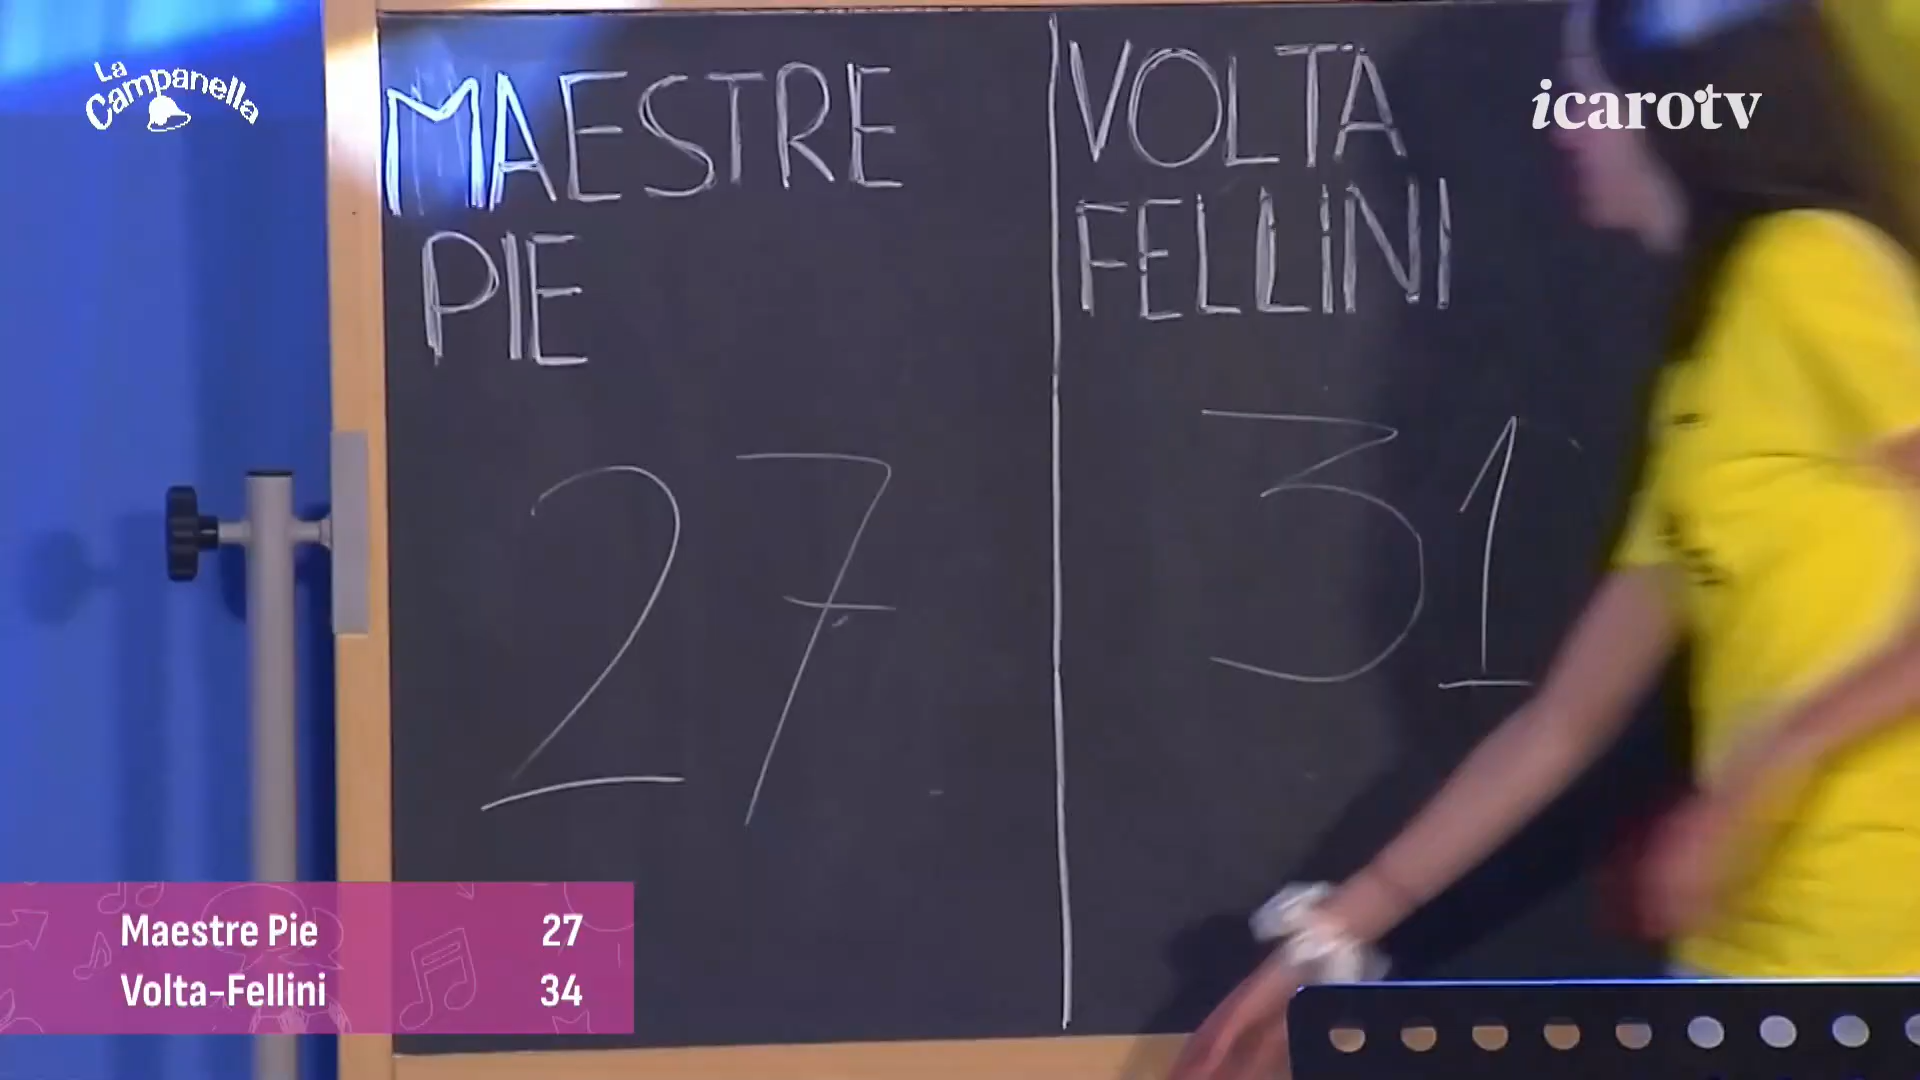 La
Campanella
icarotv
MAESTRE
PIE
27
VOLTA
FELLINI
31
Maestre Pie 27
Volta-Fellini 34